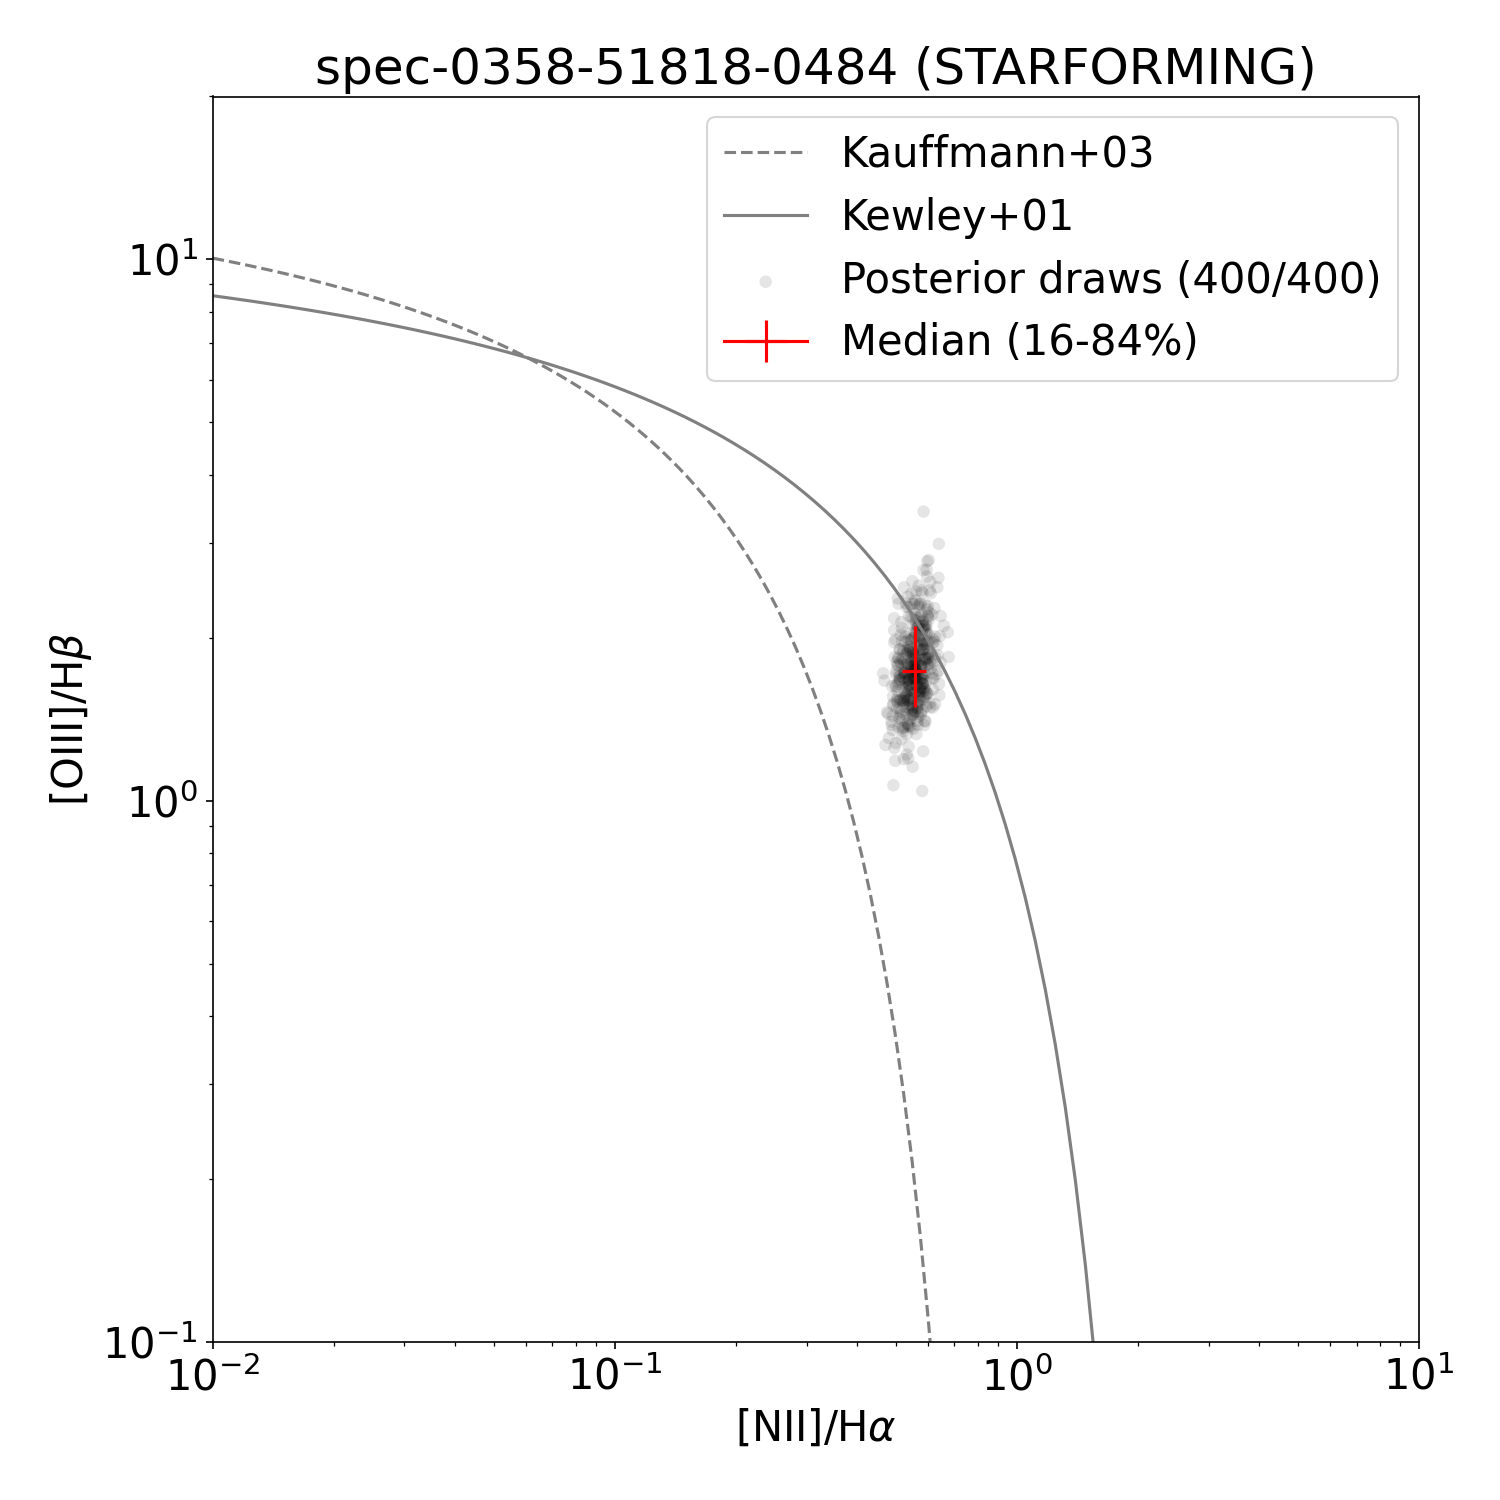 spec-0358-51818-0484 (STARFORMING)
Kauffmann+03
Kewley+01
Posterior draws (400/400)
Median (16-84%)
10¹
10⁰
10⁻¹
[OIII]/Hβ
10⁻² 10⁻¹ 10⁰ 10¹
[NII]/Hα